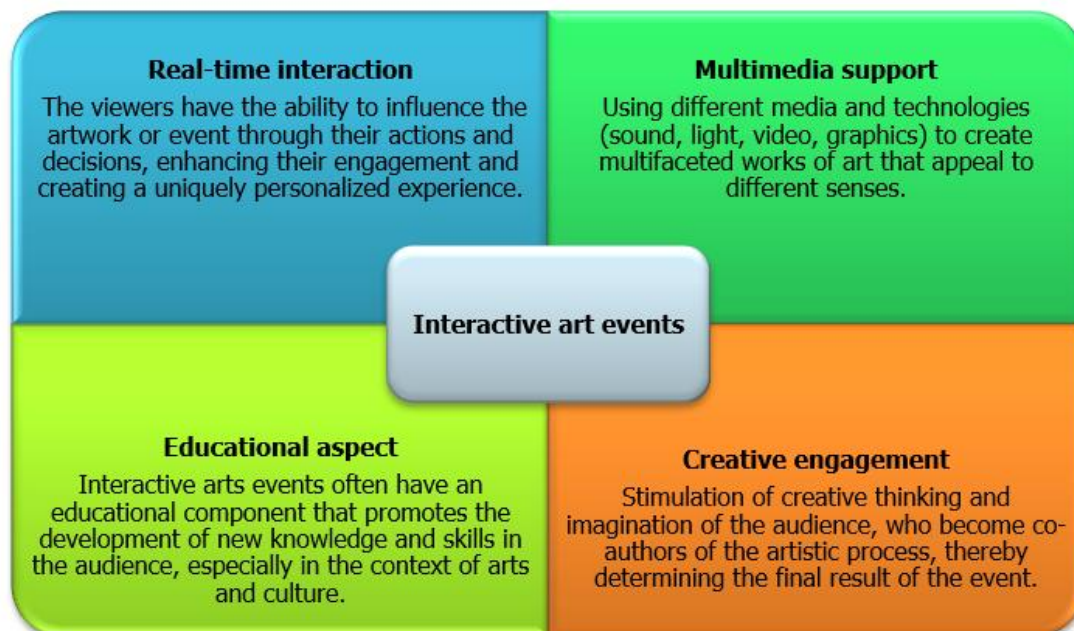 Real-time interaction
The viewers have the ability to influence the
artwork or event through their actions and
decisions, enhancing their engagement and
creating a uniquely personalized experience.
Multimedia support
Using different media and technologies
(sound, light, video, graphics) to create
multifaceted works of art that appeal to
different senses.
Interactive art events
Educational aspect
Interactive arts events often have an
educational component that promotes the
development of new knowledge and skills in
the audience, especially in the context of arts
and culture.
Creative engagement
Stimulation of creative thinking and
imagination of the audience, who become co-
authors of the artistic process, thereby
determining the final result of the event.